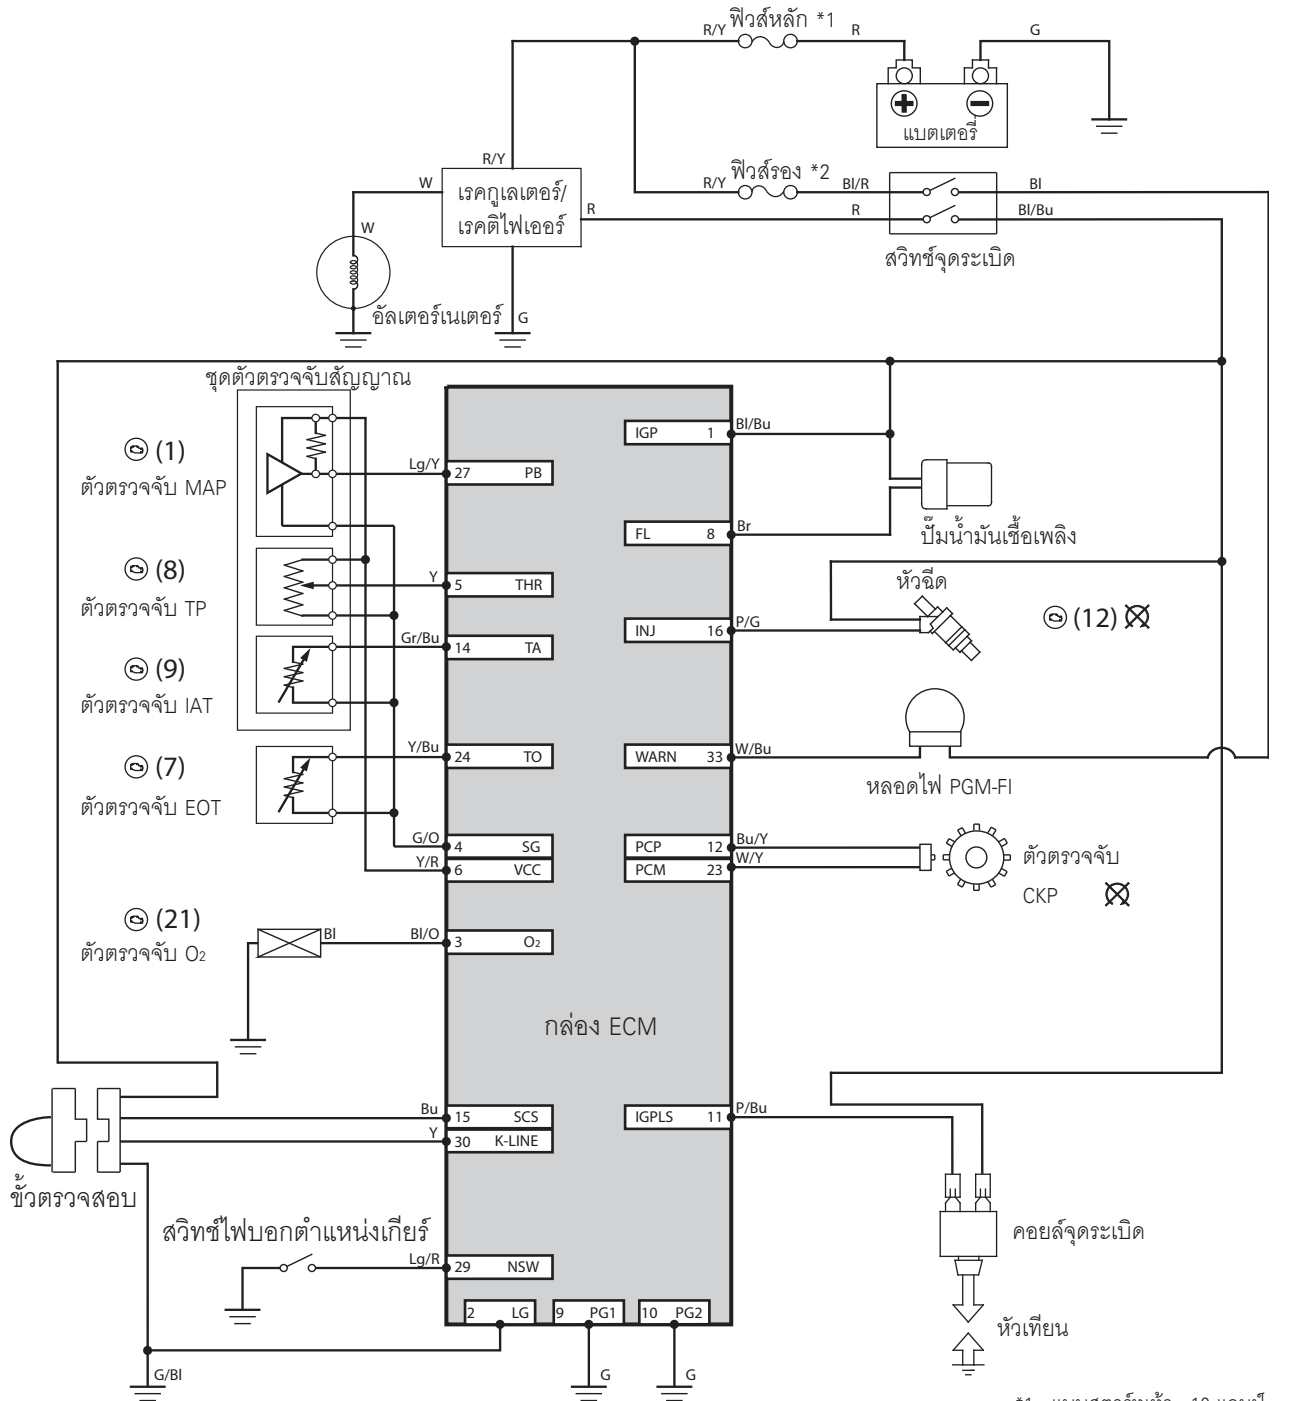 ฟิวส์หลัก *1
R/Y
R
G
แบตเตอรี่
R/Y
W
เรคกูเลเตอร์/
เรคติไฟเออร์
R
W
อัลเตอร์เนเตอร์
G
R/Y
ฟิวส์รอง *2
Bl/R
Bl
R
Bl/Bu
สวิทช์จุดระเบิด
ชุดตัวตรวจจับสัญญาณ
(1)
ตัวตรวจจับ MAP
Lg/Y
27 PB
IGP 1
Bl/Bu
FL 8
Br
ปั๊มน้ำมันเชื้อเพลิง
(8)
ตัวตรวจจับ TP
Y
5 THR
หัวฉีด
INJ 16
P/G
(12)
(9)
ตัวตรวจจับ IAT
Gr/Bu
14 TA
(7)
ตัวตรวจจับ EOT
Y/Bu
24 TO
WARN 33
W/Bu
หลอดไฟ PGM-FI
G/O
4 SG
Y/R
6 VCC
PCP 12
Bu/Y
PCM 23
W/Y
ตัวตรวจจับ
CKP
(21)
ตัวตรวจจับ O2
Bl
Bl/O
3 O2
กล่อง ECM
Bu
15 SCS
Y
30 K-LINE
IGPLS 11
P/Bu
ขั้วตรวจสอบ
สวิทช์ไฟบอกตำแหน่งเกียร์
Lg/R
29 NSW
คอยล์จุดระเบิด
หัวเทียน
2 LG
9 PG1
10 PG2
G/Bl
G
G